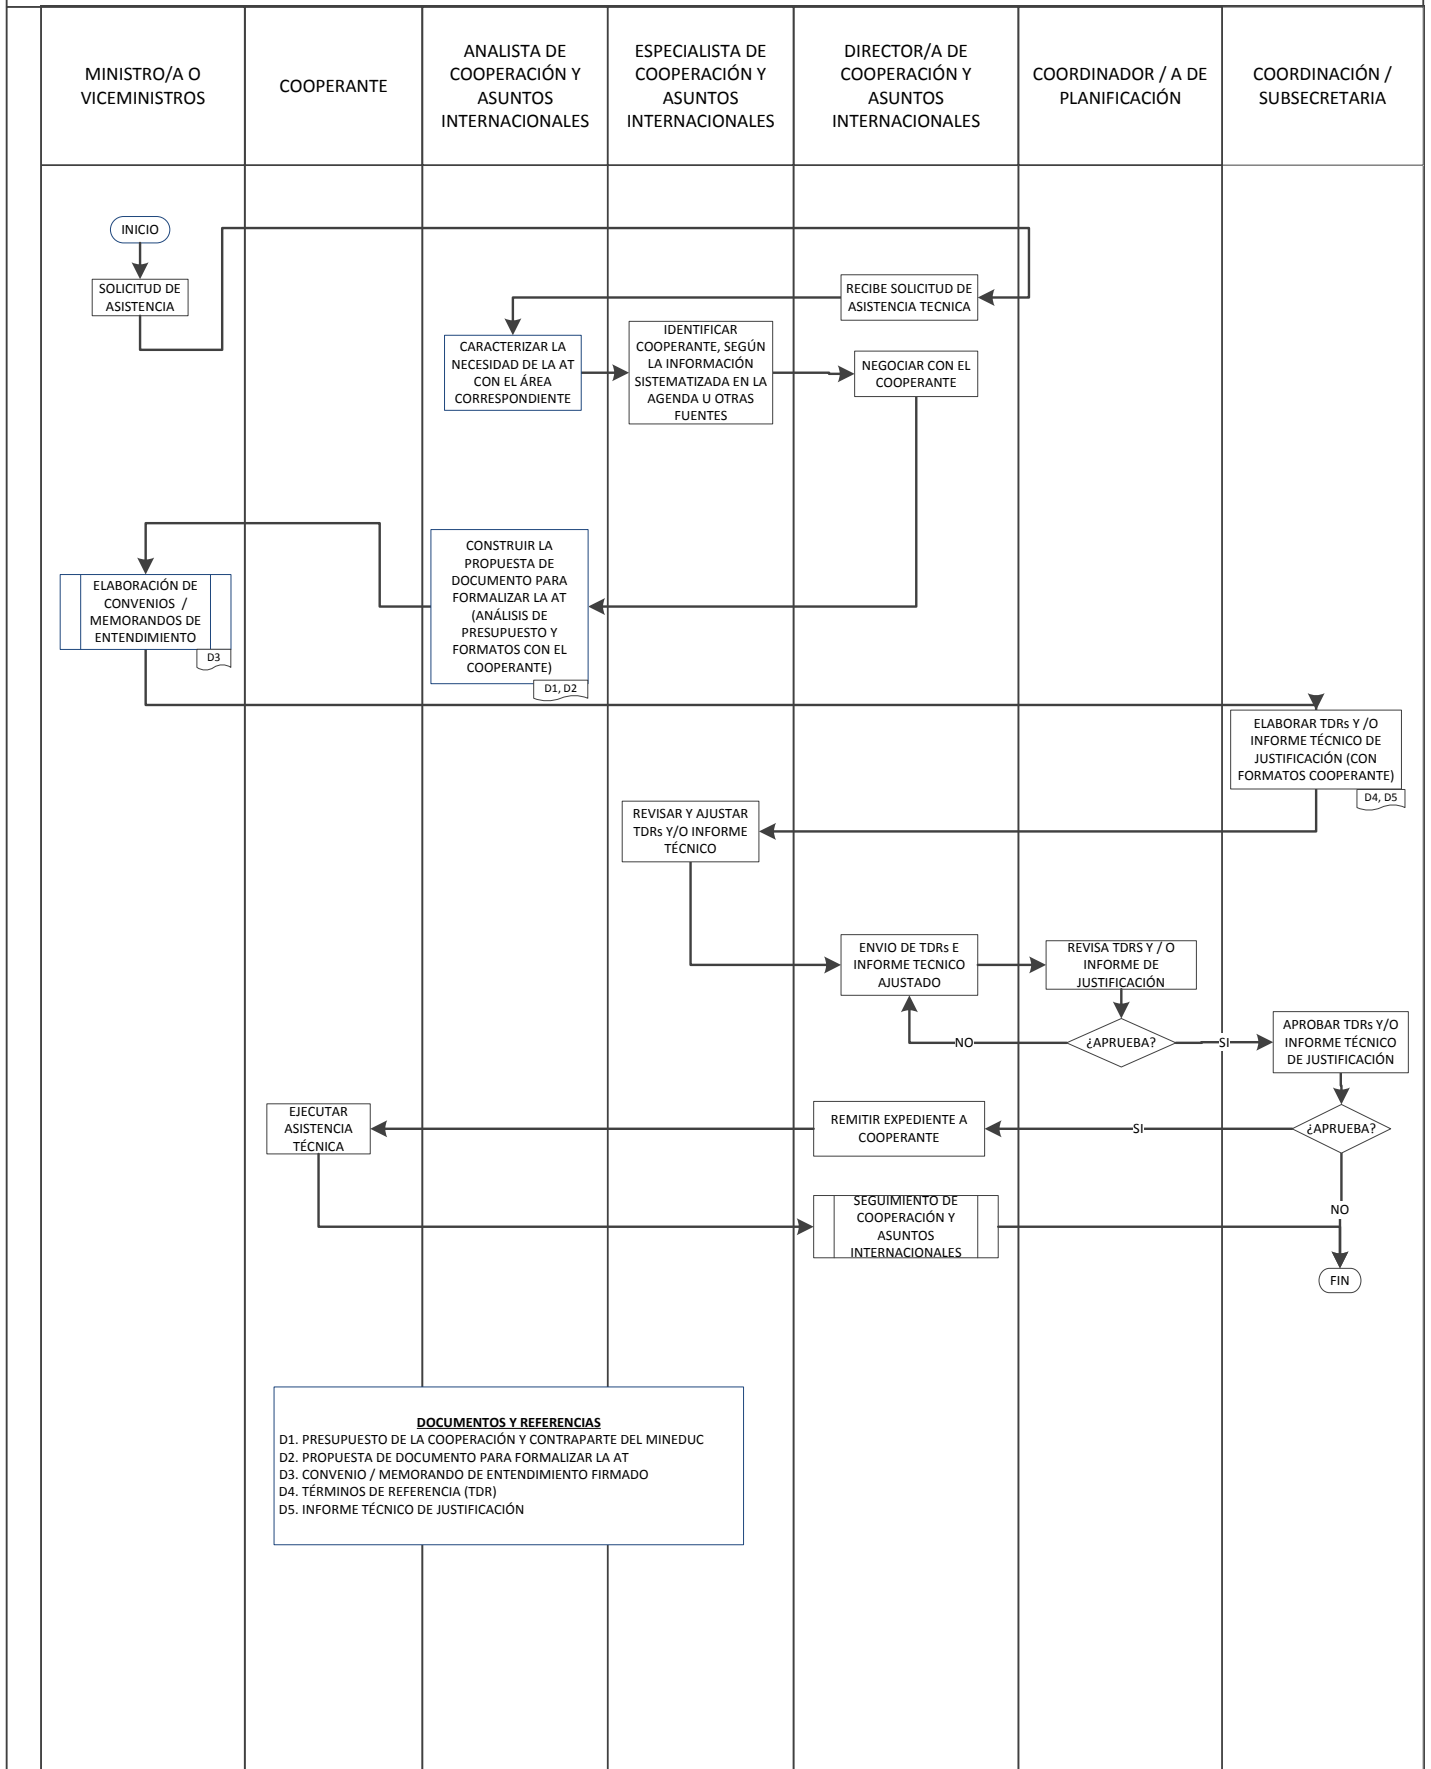 MINISTRO/A O
VICEMINISTROS
COOPERANTE
ANALISTA DE
COOPERACIÓN Y
ASUNTOS
INTERNACIONALES
ESPECIALISTA DE
COOPERACIÓN Y
ASUNTOS
INTERNACIONALES
DIRECTOR/A DE
COOPERACIÓN Y
ASUNTOS
INTERNACIONALES
COORDINADOR / A DE
PLANIFICACIÓN
COORDINACIÓN /
SUBSECRETARIA
INICIO
SOLICITUD DE
ASISTENCIA
RECIBE SOLICITUD DE
ASISTENCIA TECNICA
CARACTERIZAR LA
NECESIDAD DE LA AT
CON EL ÁREA
CORRESPONDIENTE
IDENTIFICAR
COOPERANTE, SEGÚN
LA INFORMACIÓN
SISTEMATIZADA EN LA
AGENDA U OTRAS
FUENTES
NEGOCIAR CON EL
COOPERANTE
CONSTRUIR LA
PROPUESTA DE
DOCUMENTO PARA
FORMALIZAR LA AT
(ANÁLISIS DE
PRESUPUESTO Y
FORMATOS CON EL
COOPERANTE)
D1, D2
ELABORACIÓN DE
CONVENIOS /
MEMORANDOS DE
ENTENDIMIENTO
D3
ELABORAR TDRs Y /O
INFORME TÉCNICO DE
JUSTIFICACIÓN (CON
FORMATOS COOPERANTE)
D4, D5
REVISAR Y AJUSTAR
TDRs Y/O INFORME
TÉCNICO
ENVIO DE TDRs E
INFORME TECNICO
AJUSTADO
REVISA TDRS Y / O
INFORME DE
JUSTIFICACIÓN
¿APRUEBA?
NO
SI
APROBAR TDRs Y/O
INFORME TÉCNICO
DE JUSTIFICACIÓN
¿APRUEBA?
SI
NO
REMITIR EXPEDIENTE A
COOPERANTE
EJECUTAR
ASISTENCIA
TÉCNICA
SEGUIMIENTO DE
COOPERACIÓN Y
ASUNTOS
INTERNACIONALES
FIN
DOCUMENTOS Y REFERENCIAS
D1. PRESUPUESTO DE LA COOPERACIÓN Y CONTRAPARTE DEL MINEDUC
D2. PROPUESTA DE DOCUMENTO PARA FORMALIZAR LA AT
D3. CONVENIO / MEMORANDO DE ENTENDIMIENTO FIRMADO
D4. TÉRMINOS DE REFERENCIA (TDR)
D5. INFORME TÉCNICO DE JUSTIFICACIÓN